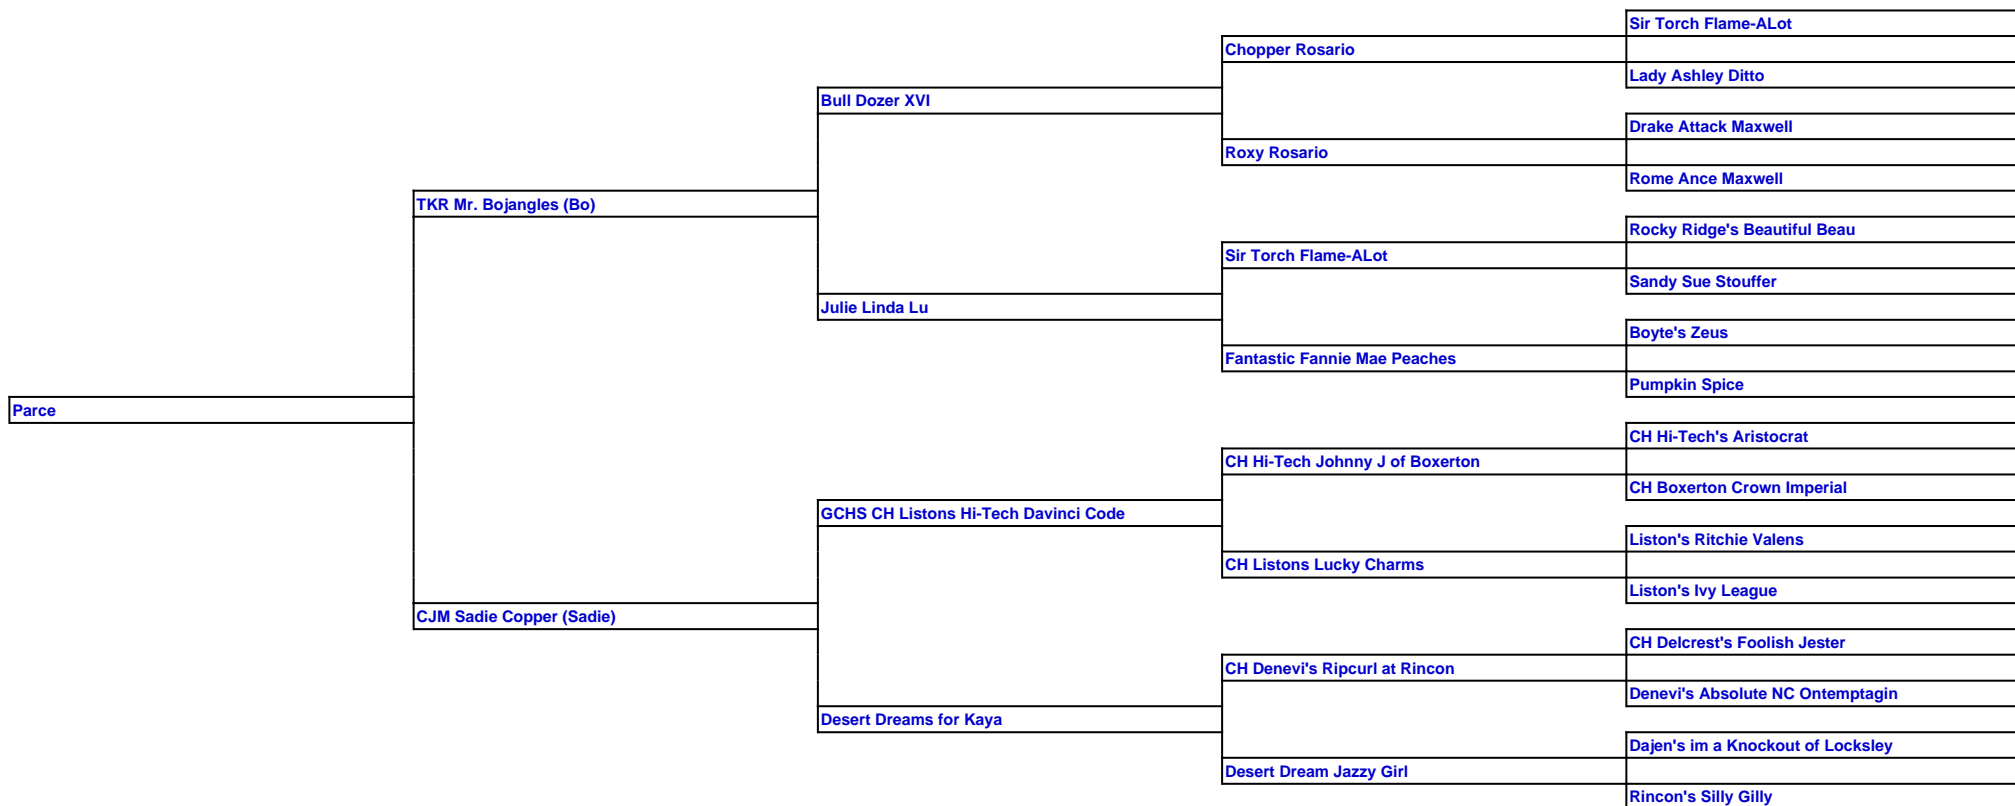 Sir Torch Flame-ALot
Chopper Rosario
Lady Ashley Ditto
Bull Dozer XVI
Drake Attack Maxwell
Roxy Rosario
Rome Ance Maxwell
TKR Mr. Bojangles (Bo)
Rocky Ridge's Beautiful Beau
Sir Torch Flame-ALot
Sandy Sue Stouffer
Julie Linda Lu
Boyte's Zeus
Fantastic Fannie Mae Peaches
Pumpkin Spice
Parce
CH Hi-Tech's Aristocrat
CH Hi-Tech Johnny J of Boxerton
CH Boxerton Crown Imperial
GCHS CH Listons Hi-Tech Davinci Code
Liston's Ritchie Valens
CH Listons Lucky Charms
Liston's Ivy League
CJM Sadie Copper (Sadie)
CH Delcrest's Foolish Jester
CH Denevi's Ripcurl at Rincon
Denevi's Absolute NC Ontemptagin
Desert Dreams for Kaya
Dajen's im a Knockout of Locksley
Desert Dream Jazzy Girl
Rincon's Silly Gilly